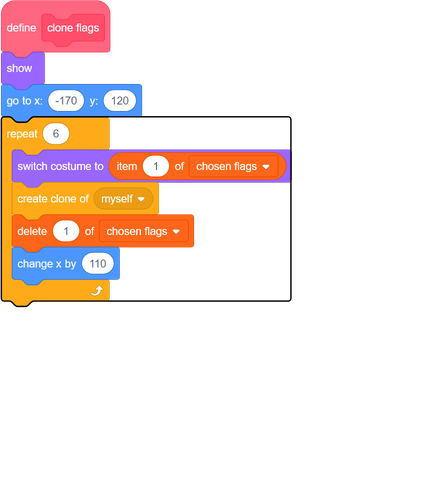 define clone flags
show
go to x: -170 y: 120
repeat 6
switch costume to item 1 of chosen flags
create clone of myself
delete 1 of chosen flags
change x by 110